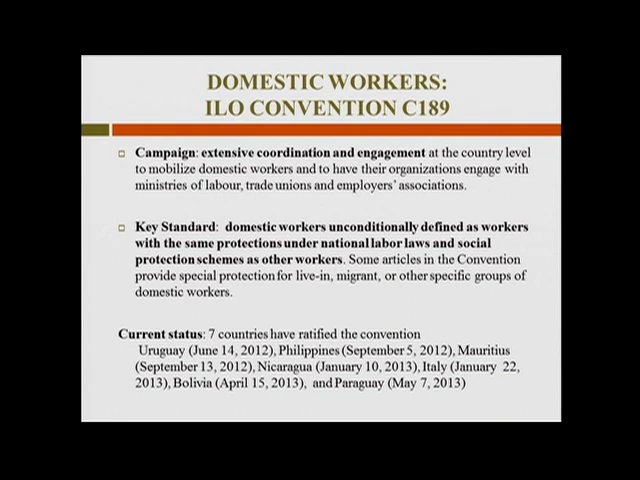 DOMESTIC WORKERS:
ILO CONVENTION C189
Campaign: extensive coordination and engagement at the country level
to mobilize domestic workers and to have their organizations engage with
ministries of labour, trade unions and employers' associations.
Key Standard: domestic workers unconditionally defined as workers
with the same protections under national labor laws and social
protection schemes as other workers. Some articles in the Convention
provide special protection for live-in, migrant, or other specific groups of
domestic workers.
Current status: 7 countries have ratified the convention
Uruguay (June 14, 2012), Philippines (September 5, 2012), Mauritius
(September 13, 2012), Nicaragua (January 10, 2013), Italy (January 22,
2013), Bolivia (April 15, 2013), and Paraguay (May 7, 2013)